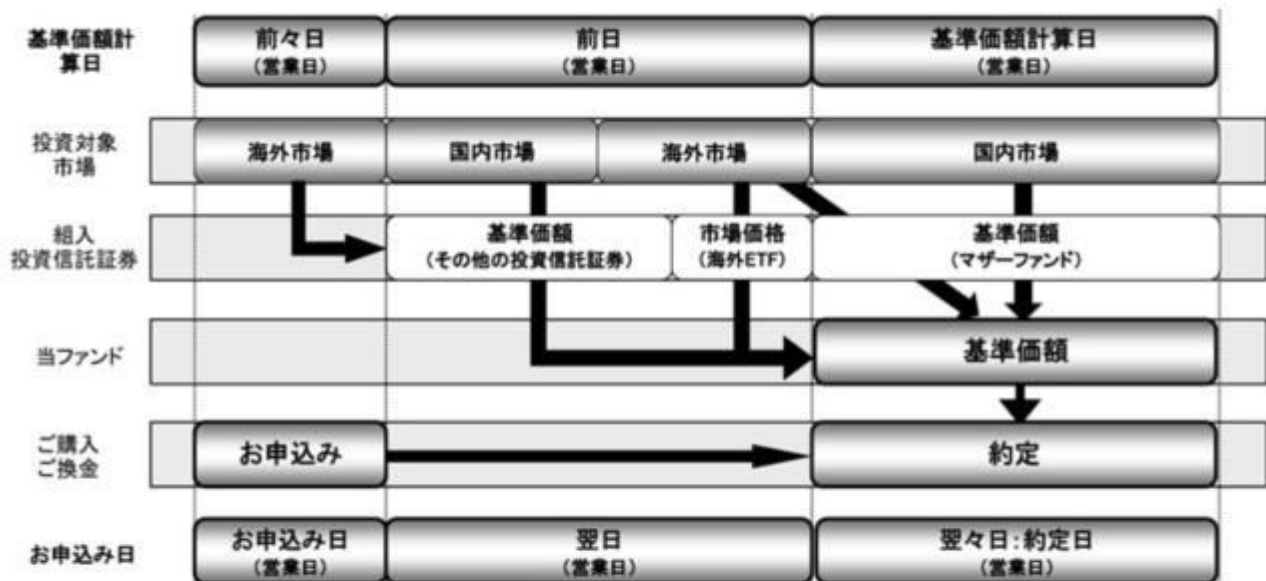 基準価額計
算日
前々日
(営業日)
前日
(営業日)
基準価額計算日
(営業日)
投資対象
市場
海外市場
国内市場
海外市場
国内市場
組入
投資信託証券
基準価額
(その他の投資信託証券)
市場価格
(海外ETF)
基準価額
(マザーファンド)
当ファンド
基準価額
ご購入
ご換金
お申込み
約定
お申込み日
お申込み日
(営業日)
翌日
(営業日)
翌々日:約定日
(営業日)